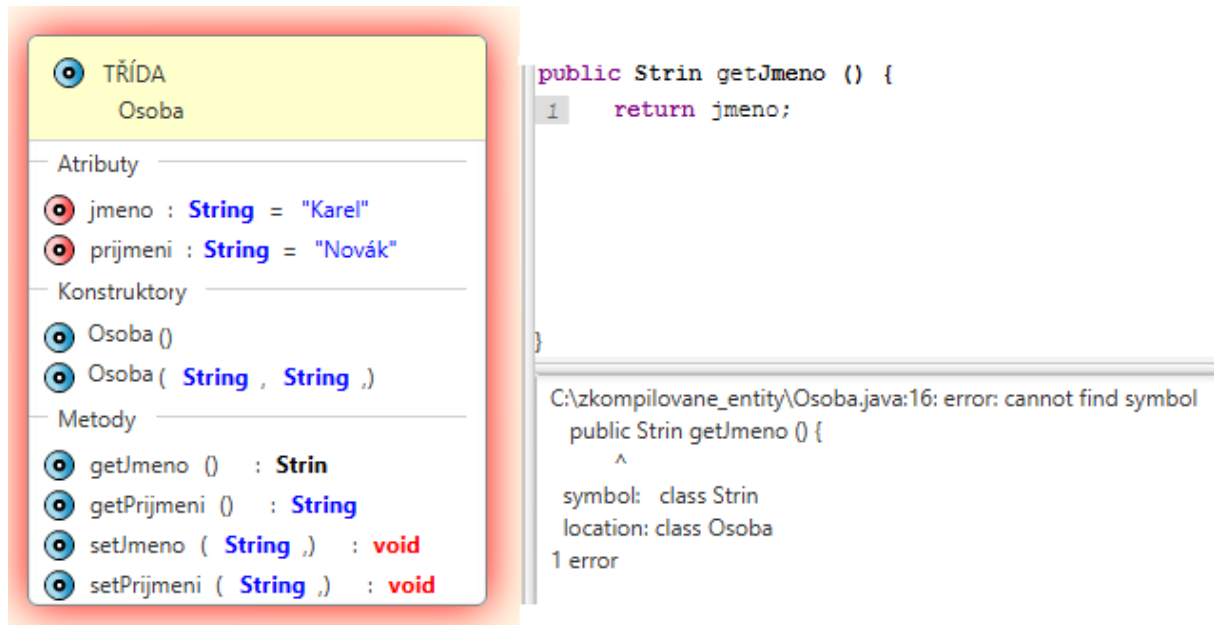 TŘÍDA
Osoba
Atributy
jmeno : String = "Karel"
prijmeni : String = "Novák"
Konstruktory
Osoba ()
Osoba ( String , String ,)
Metody
getJmeno () : Strin
getPrijmeni () : String
setJmeno ( String ,) : void
setPrijmeni ( String ,) : void
public Strin getJmeno () {
1 return jmeno;
}
C:\zkompilovane_entity\Osoba.java:16: error: cannot find symbol
public Strin getJmeno () {
^
symbol: class Strin
location: class Osoba
1 error